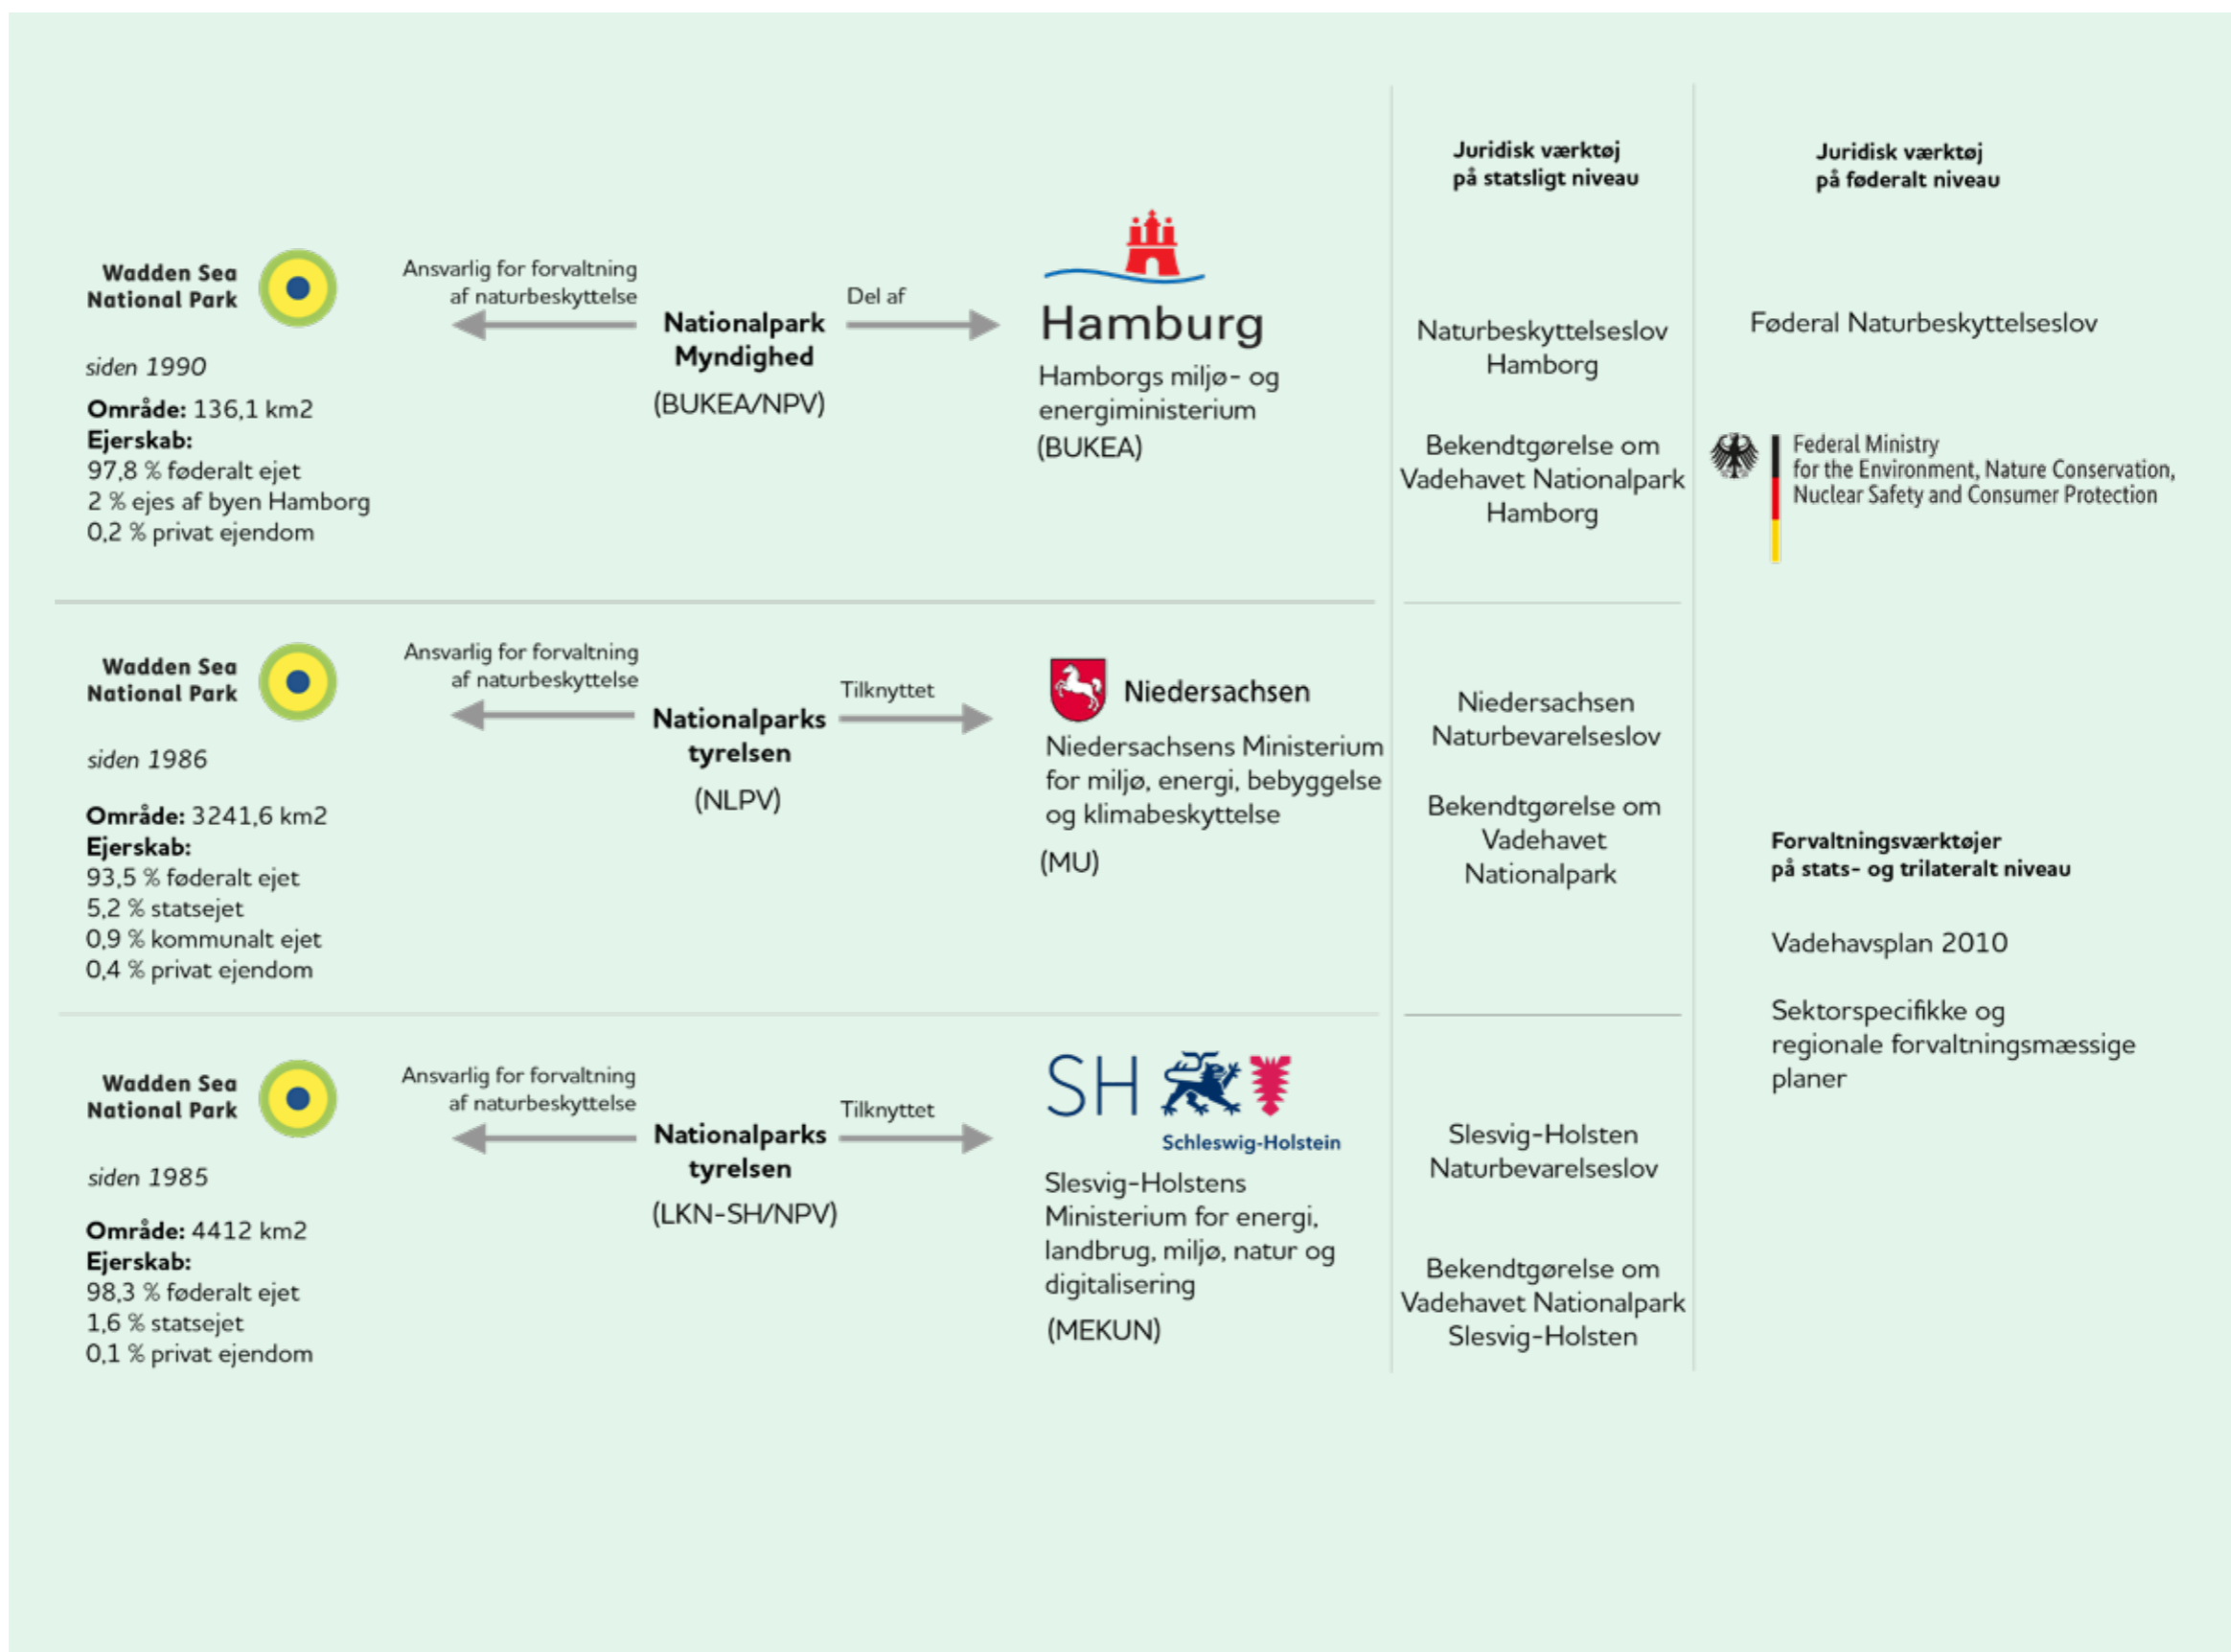 Juridisk værktøj
på statsligt niveau
Juridisk værktøj
på føderalt niveau
Wadden Sea
National Park
siden 1990
Område: 136,1 km2
Ejerskab:
97,8 % føderalt ejet
2 % ejes af byen Hamborg
0,2 % privat ejendom
Ansvarlig for forvaltning
af naturbeskyttelse
Nationalpark
Myndighed
(BUKEA/NPV)
Del af
Hamburg
Hamborgs miljø- og
energiministerium
(BUKEA)
Naturbeskyttelseslov
Hamborg
Bekendtgørelse om
Vadehavet Nationalpark
Hamborg
Føderal Naturbeskyttelseslov
Federal Ministry
for the Environment, Nature Conservation,
Nuclear Safety and Consumer Protection
Wadden Sea
National Park
siden 1986
Område: 3241,6 km2
Ejerskab:
93,5 % føderalt ejet
5,2 % statsejet
0,9 % kommunalt ejet
0,4 % privat ejendom
Ansvarlig for forvaltning
af naturbeskyttelse
Nationalparks
tyrelsen
(NLPV)
Tilknyttet
Niedersachsen
Niedersachsens Ministerium
for miljø, energi, bebyggelse
og klimabeskyttelse
(MU)
Niedersachsen
Naturbevarelseslov
Bekendtgørelse om
Vadehavet
Nationalpark
Forvaltningsværktøjer
på stats- og trilateralt niveau
Vadehavsplan 2010
Sektorspecifikke og
regionale forvaltningsmæssige
planer
Wadden Sea
National Park
siden 1985
Område: 4412 km2
Ejerskab:
98,3 % føderalt ejet
1,6 % statsejet
0,1 % privat ejendom
Ansvarlig for forvaltning
af naturbeskyttelse
Nationalparks
tyrelsen
(LKN-SH/NPV)
Tilknyttet
SH
Schleswig-Holstein
Slesvig-Holstens
Ministerium for energi,
landbrug, miljø, natur og
digitalisering
(MEKUN)
Slesvig-Holsten
Naturbevarelseslov
Bekendtgørelse om
Vadehavet Nationalpark
Slesvig-Holsten